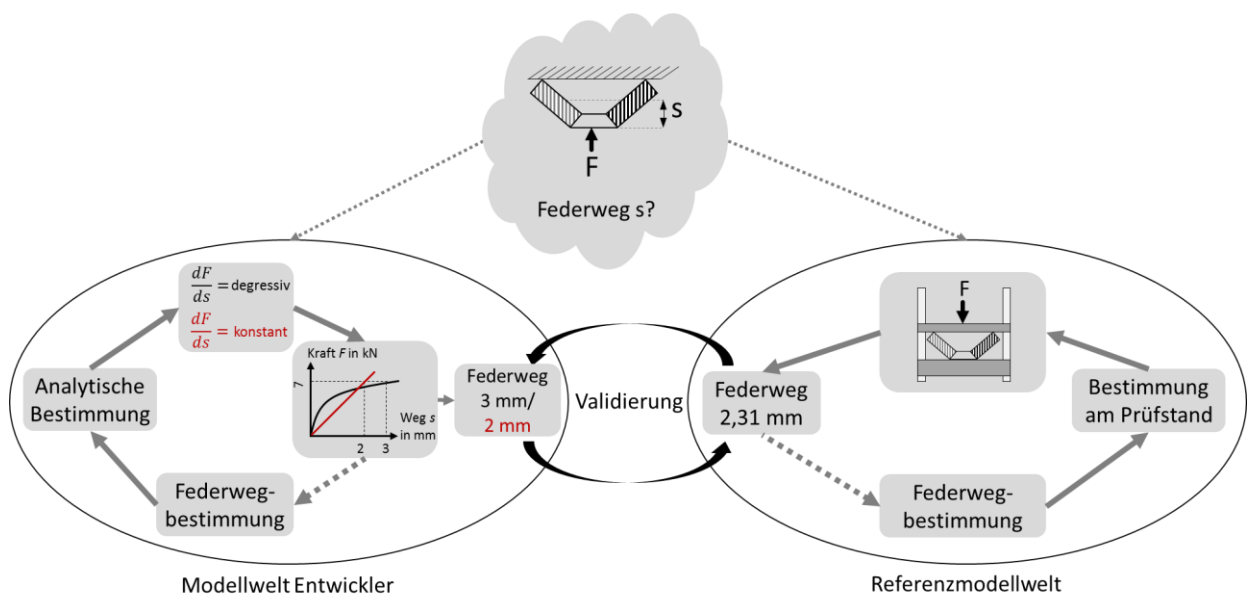 s
F
Federweg s?
dF
ds
= degressiv
dF
ds
= konstant
Kraft F in kN
7
Weg s
in mm
2 3
Analytische
Bestimmung
Federweg-
bestimmung
Federweg
3 mm/
2 mm
Validierung
Federweg
2,31 mm
F
Bestimmung
am Prüfstand
Federweg-
bestimmung
Modellwelt Entwickler
Referenzmodellwelt